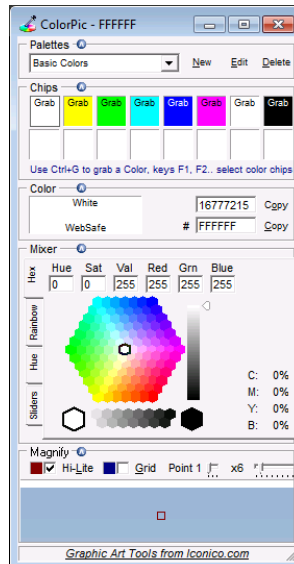 ColorPic - FFFFFF
Palettes
Basic Colors New Edit Delete
Chips
Grab Grab Grab Grab Grab Grab Grab Grab
Use Ctrl+G to grab a Color, keys F1, F2.. select color chips
Color
White 16777215 Copy
WebSafe # FFFFFF Copy
Mixer
Hex
Rainbow
Hue
Sliders
Hue Sat Val Red Grn Blue
0 0 255 255 255 255
C: 0%
M: 0%
Y: 0%
B: 0%
Magnify
Hi-Lite Grid Point 1 x6
Graphic Art Tools from Iconico.com